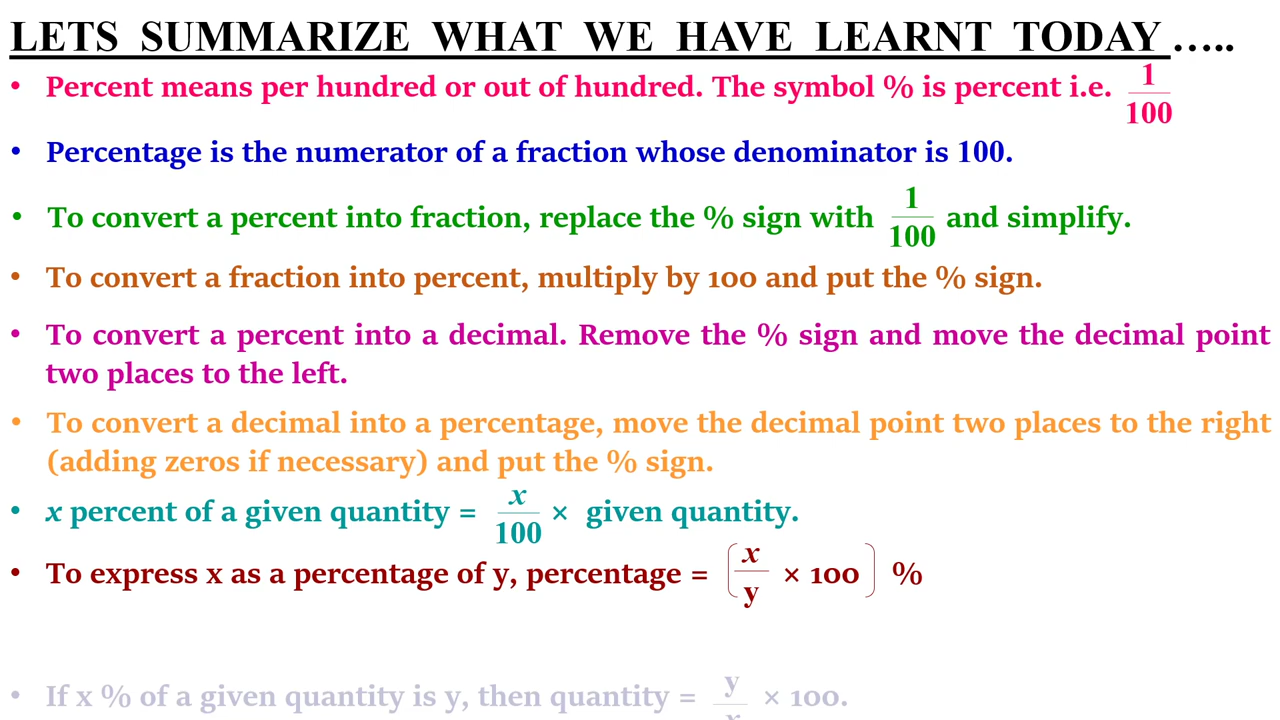 LETS SUMMARIZE WHAT WE HAVE LEARNT TODAY …..
• Percent means per hundred or out of hundred. The symbol % is percent i.e. 1/100
• Percentage is the numerator of a fraction whose denominator is 100.
• To convert a percent into fraction, replace the % sign with 1/100 and simplify.
• To convert a fraction into percent, multiply by 100 and put the % sign.
• To convert a percent into a decimal. Remove the % sign and move the decimal point
two places to the left.
• To convert a decimal into a percentage, move the decimal point two places to the right
(adding zeros if necessary) and put the % sign.
• x percent of a given quantity = x/100 × given quantity.
• To express x as a percentage of y, percentage = (x/y × 100) %
• If x % of a given quantity is y, then quantity = y/x × 100.